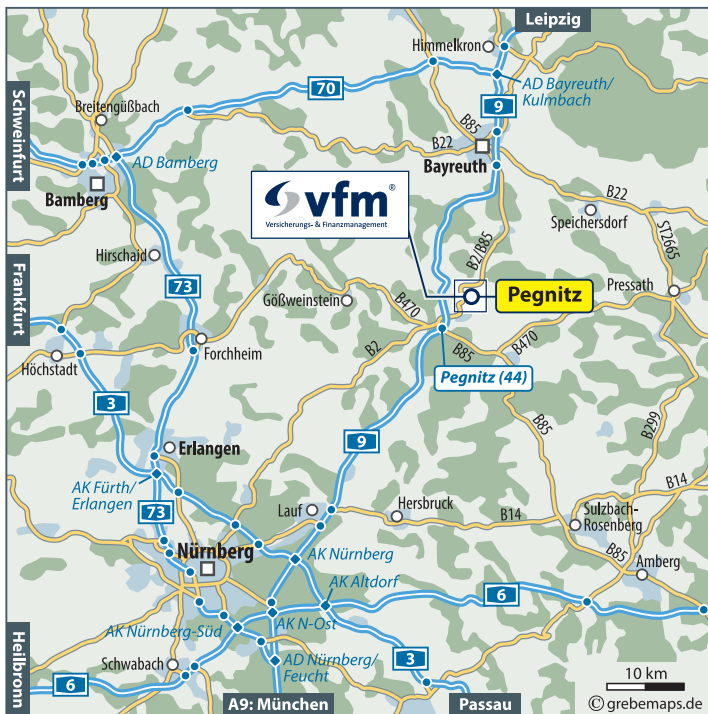 Leipzig
Himmelkron
Schweinfurt
70
AD Bayreuth/
Kulmbach
Breitengüßbach
9
B85
B22
AD Bamberg
Bayreuth
Bamberg
vfm®
Versicherungs- & Finanzmanagement
B22
Speichersdorf
ST2665
Hirschaid
B2/B85
Frankfurt
73
Gößweinstein
B470
Pegnitz
Pressath
Forchheim
B2
B85
B470
Höchstadt
Pegnitz (44)
3
B85
B299
9
Erlangen
AK Fürth/
Erlangen
B14
73
Lauf
Hersbruck
B14
Sulzbach-
Rosenberg
Nürnberg
AK Nürnberg
B85
Amberg
AK Altdorf
6
AK N-Ost
AK Nürnberg-Süd
Heilbronn
Schwabach
AD Nürnberg/
Feucht
3
6
10 km
A9: München
Passau
© grebemaps.de